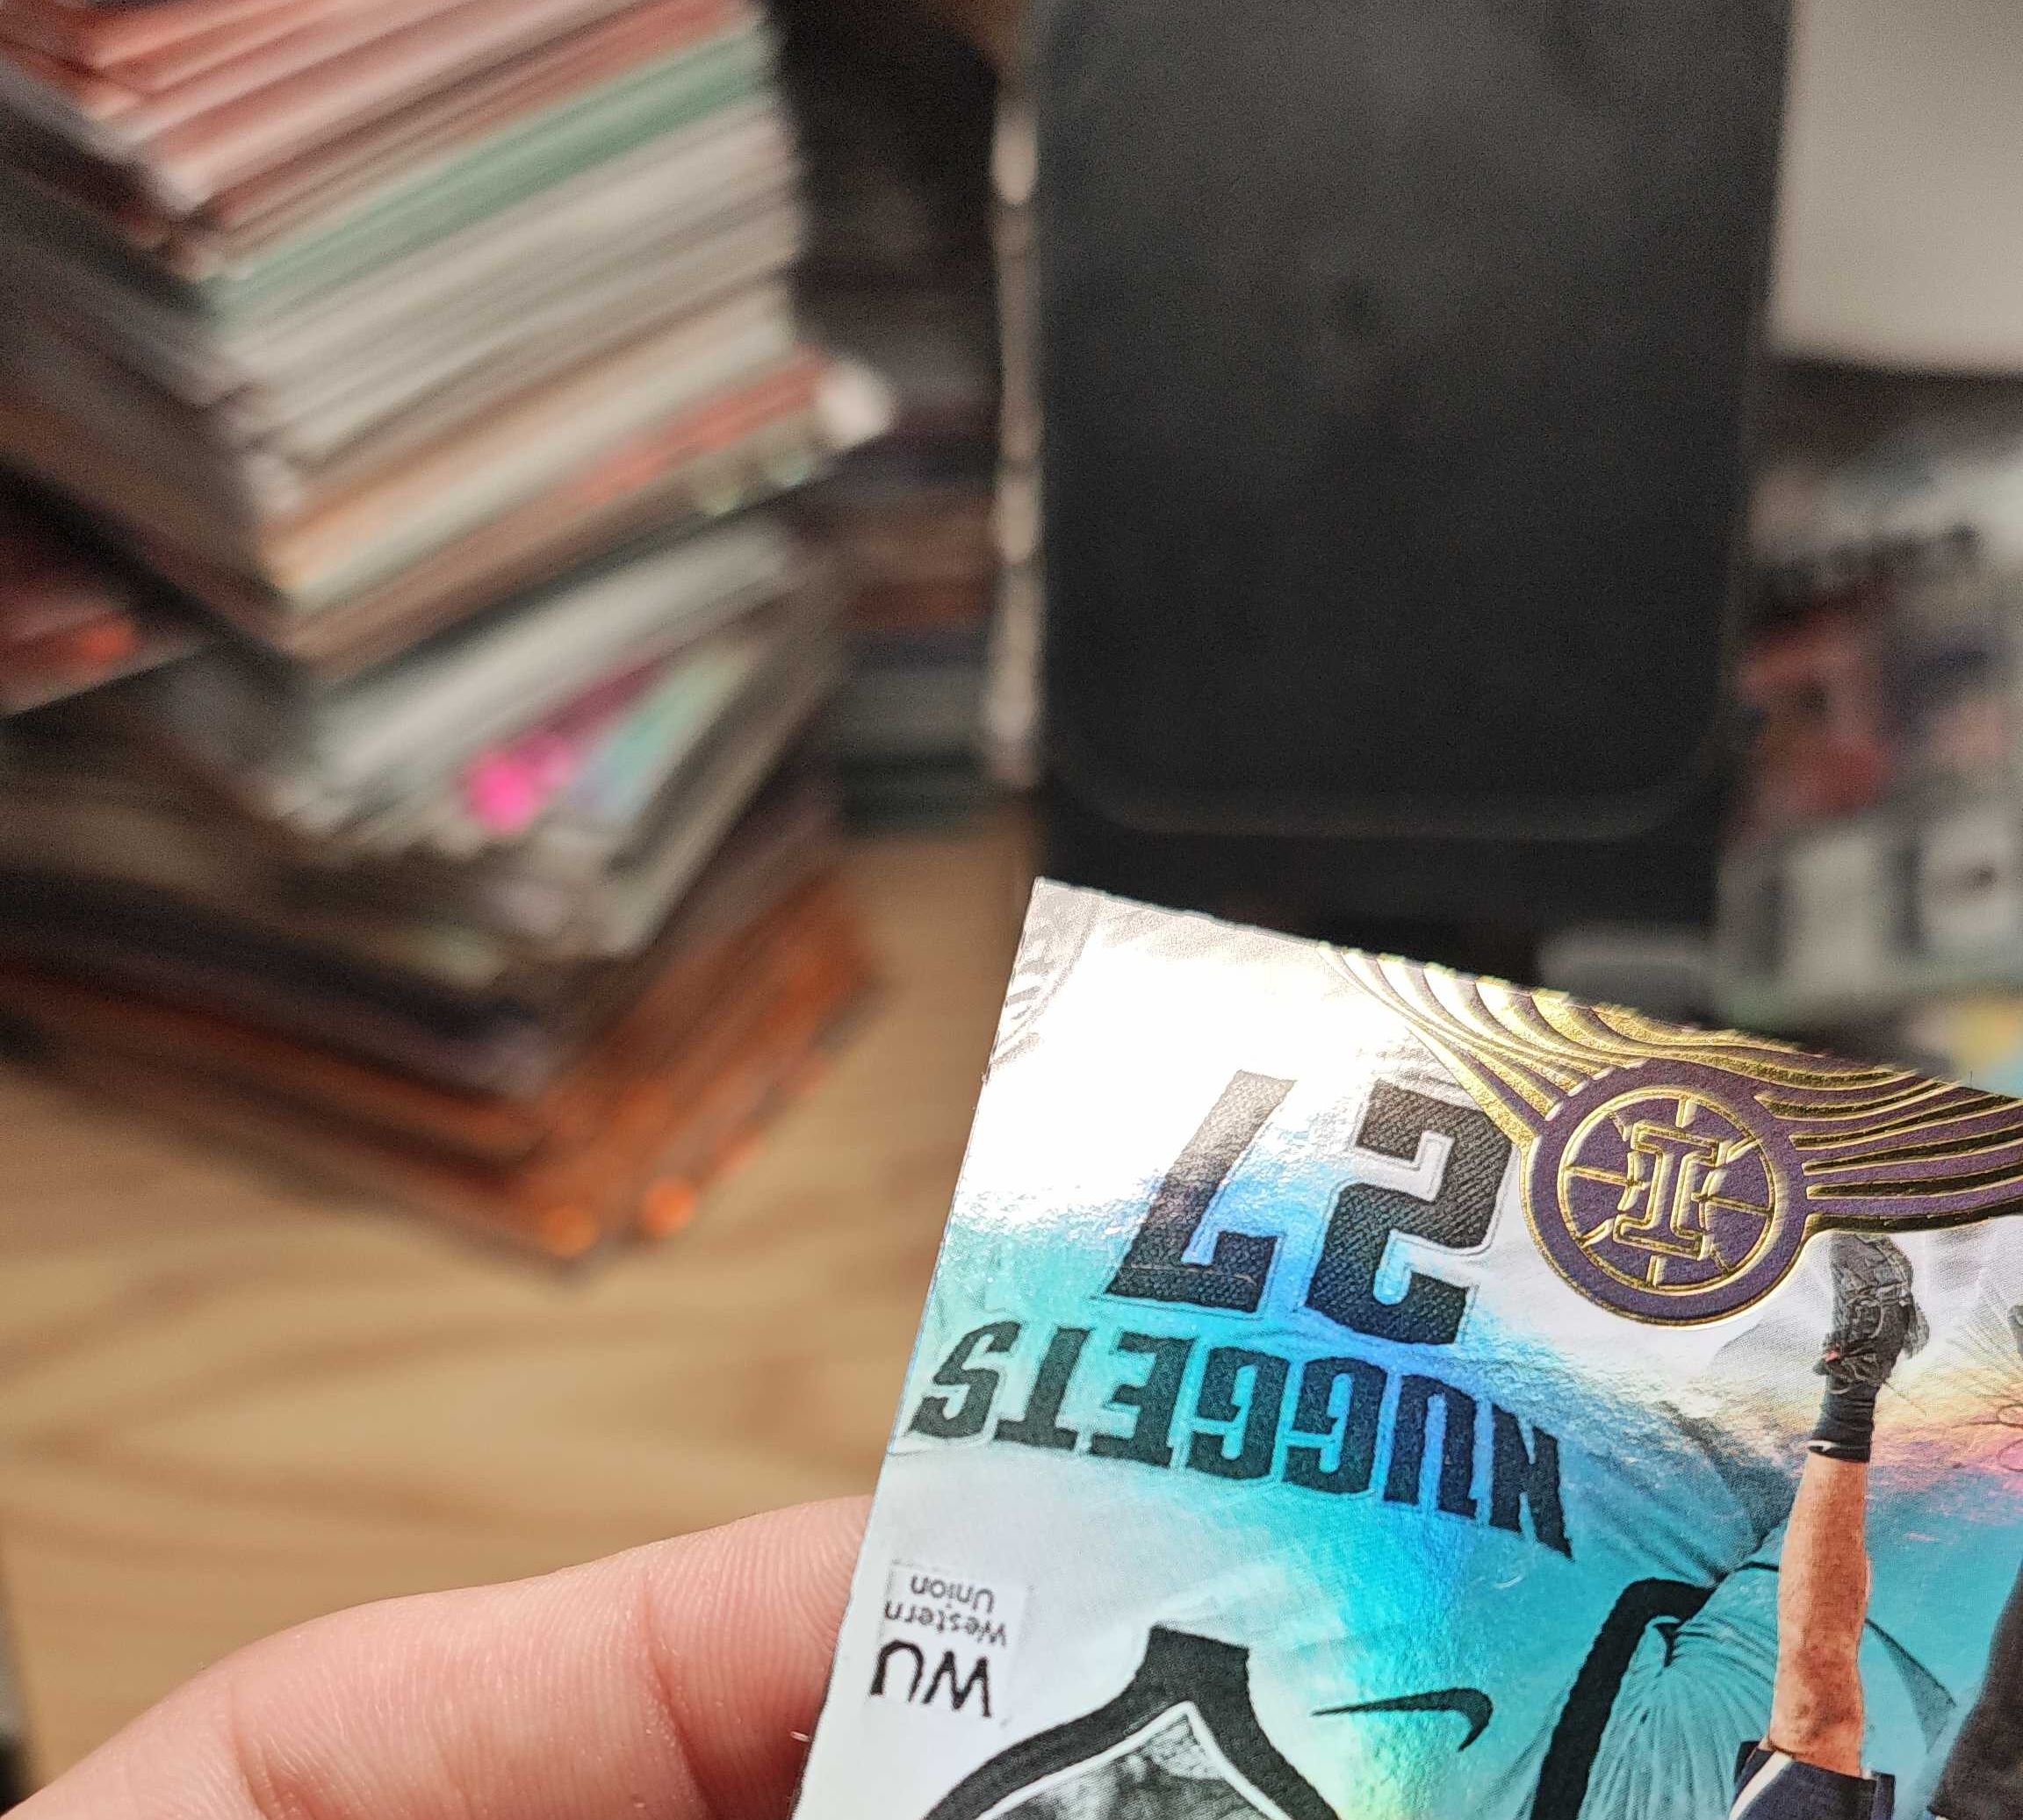 WU
Western
Union
NUGGETS
27
I